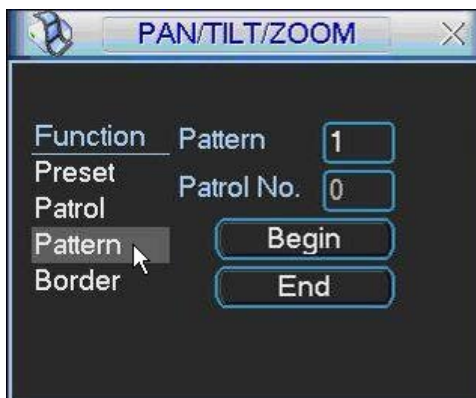 PAN/TILT/ZOOM
Function
Preset
Patrol
Pattern
Border
Pattern 1
Patrol No. 0
Begin
End